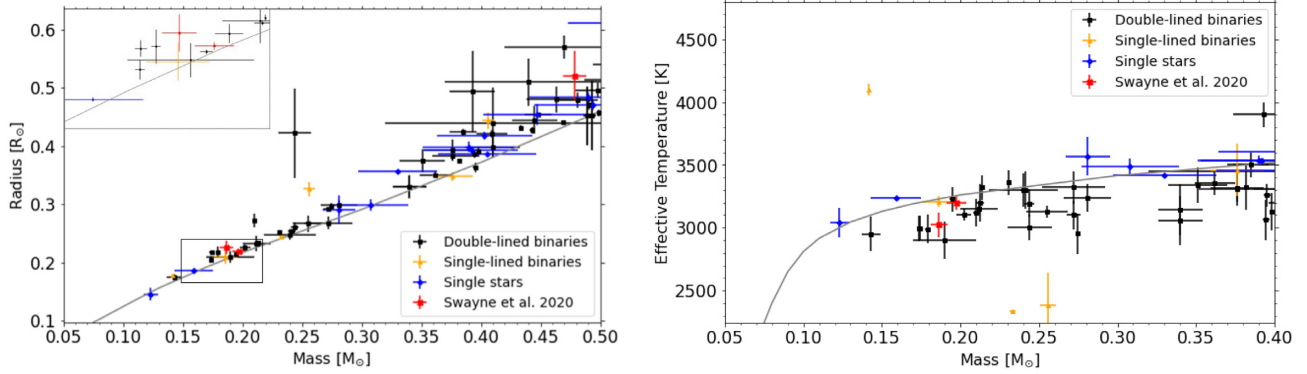 0.6
0.5
0.4
0.3
0.2
0.1
Radius [R⊙]
0.05 0.10 0.15 0.20 0.25 0.30 0.35 0.40 0.45 0.50
Mass [M⊙]
Double-lined binaries
Single-lined binaries
Single stars
Swayne et al. 2020
4500
4000
3500
3000
2500
Effective Temperature [K]
0.05 0.10 0.15 0.20 0.25 0.30 0.35 0.40
Mass [M⊙]
Double-lined binaries
Single-lined binaries
Single stars
Swayne et al. 2020